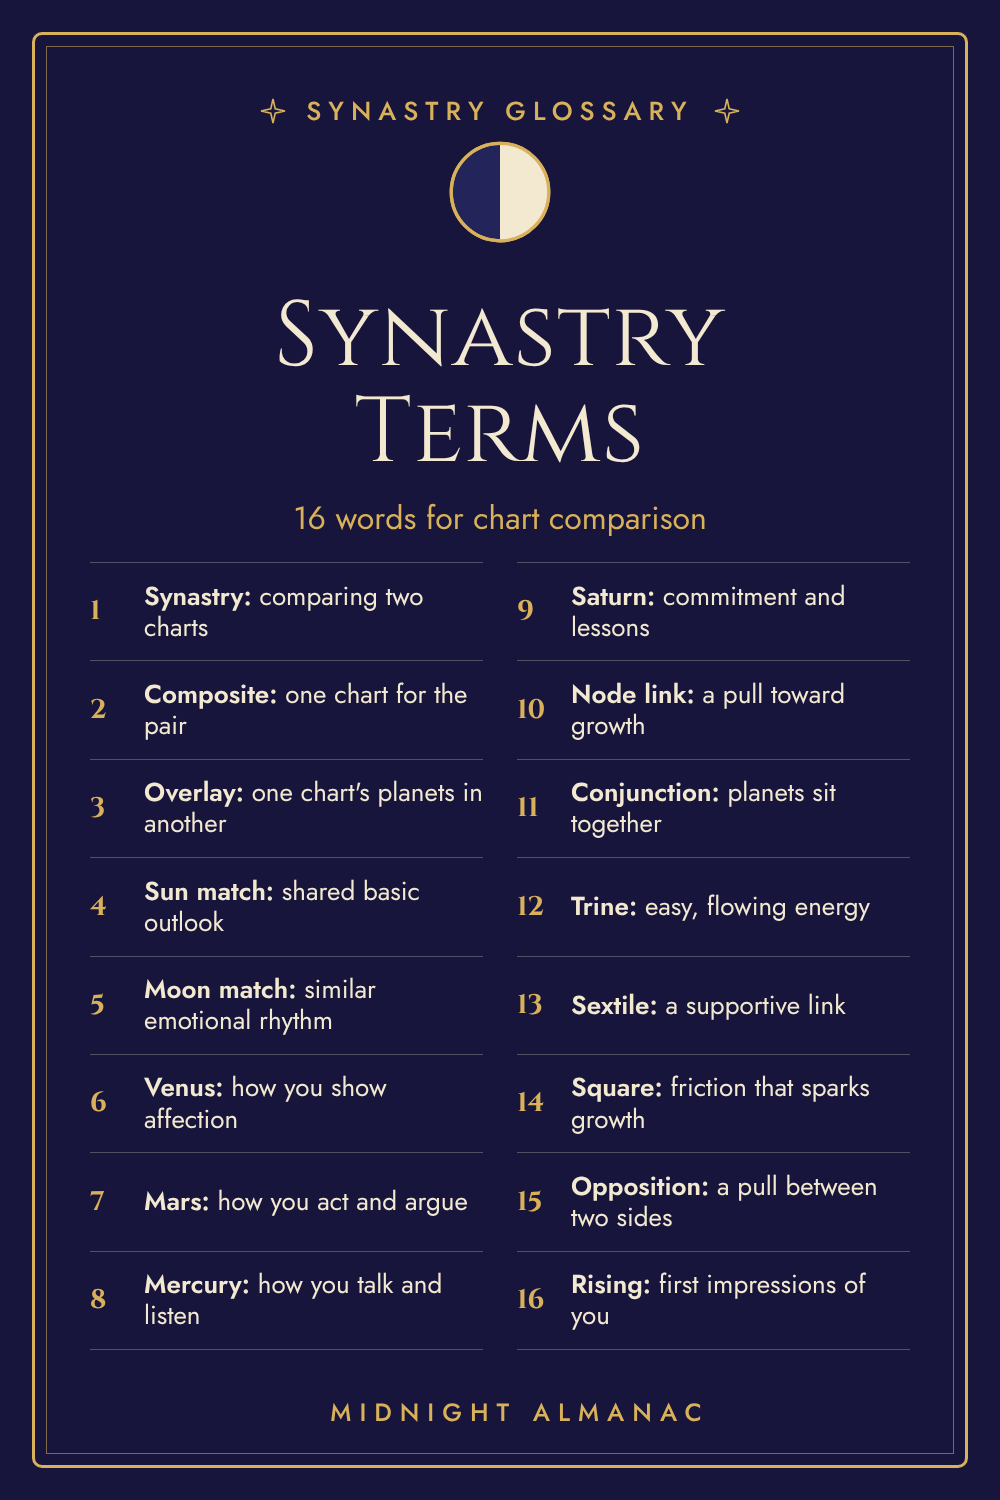 SYNASTRY GLOSSARY
Synastry
Terms
16 words for chart comparison
1 Synastry: comparing two
charts
2 Composite: one chart for the
pair
3 Overlay: one chart's planets in
another
4 Sun match: shared basic
outlook
5 Moon match: similar
emotional rhythm
6 Venus: how you show
affection
7 Mars: how you act and argue
8 Mercury: how you talk and
listen
9 Saturn: commitment and
lessons
10 Node link: a pull toward
growth
11 Conjunction: planets sit
together
12 Trine: easy, flowing energy
13 Sextile: a supportive link
14 Square: friction that sparks
growth
15 Opposition: a pull between
two sides
16 Rising: first impressions of
you
MIDNIGHT ALMANAC